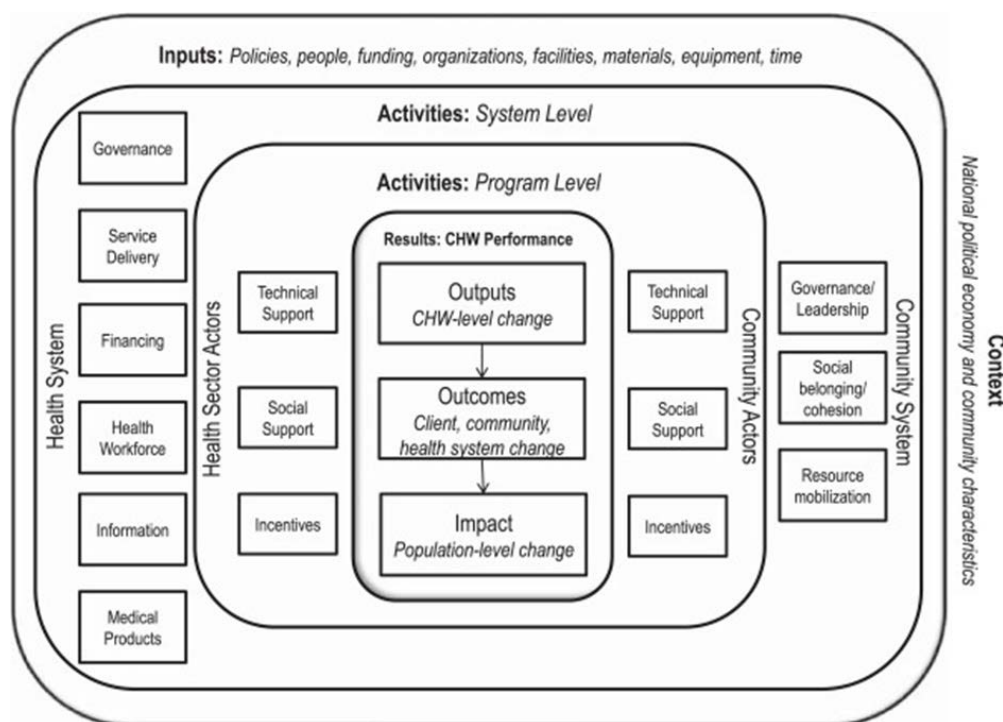 Inputs: Policies, people, funding, organizations, facilities, materials, equipment, time
Activities: System Level
Activities: Program Level
Health System
Governance
Service
Delivery
Financing
Health
Workforce
Information
Medical
Products
Health Sector Actors
Technical
Support
Social
Support
Incentives
Results: CHW Performance
Outputs
CHW-level change
Outcomes
Client, community,
health system change
Impact
Population-level change
Technical
Support
Social
Support
Incentives
Community Actors
Governance/
Leadership
Social
belonging/
cohesion
Resource
mobilization
Community System
National political economy and community characteristics
Context